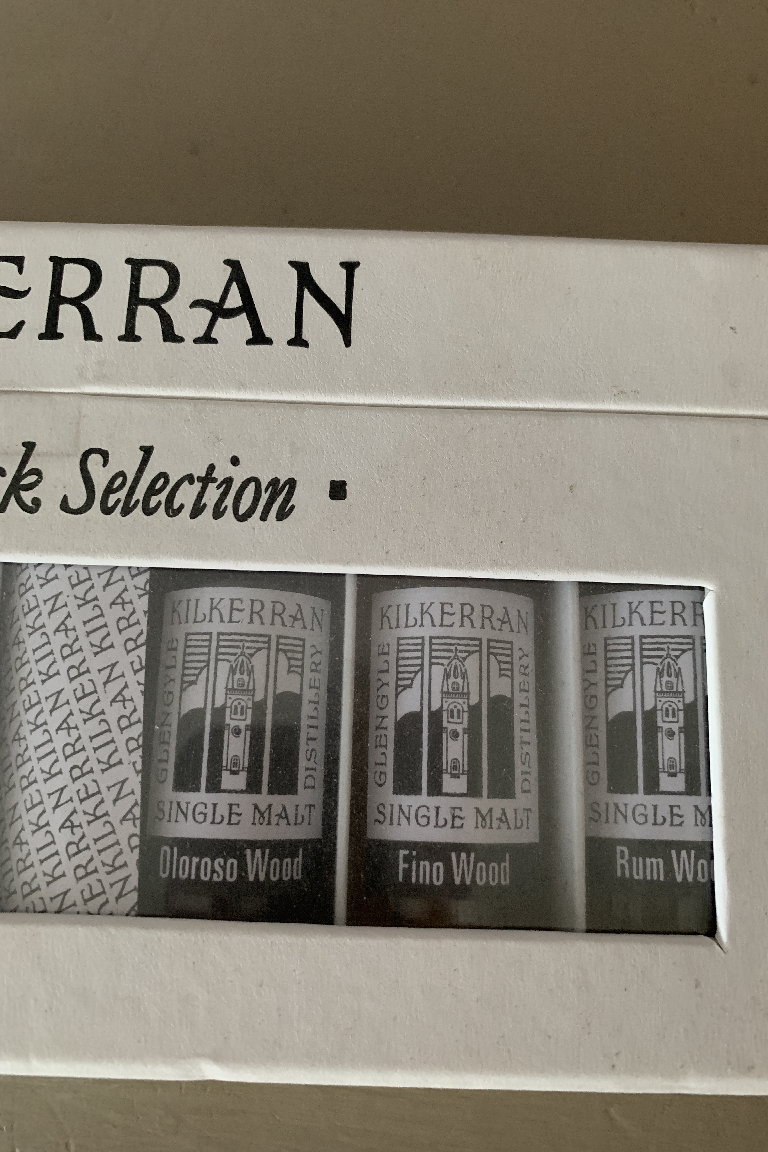 ERRAN
k Selection ▪
KILKERRAN
GLENGYLE
DISTILLERY
SINGLE MALT
Oloroso Wood
KILKERRAN
GLENGYLE
DISTILLERY
SINGLE MALT
Fino Wood
KILKERR
GLENGYLE
SINGLE M
Rum Wo